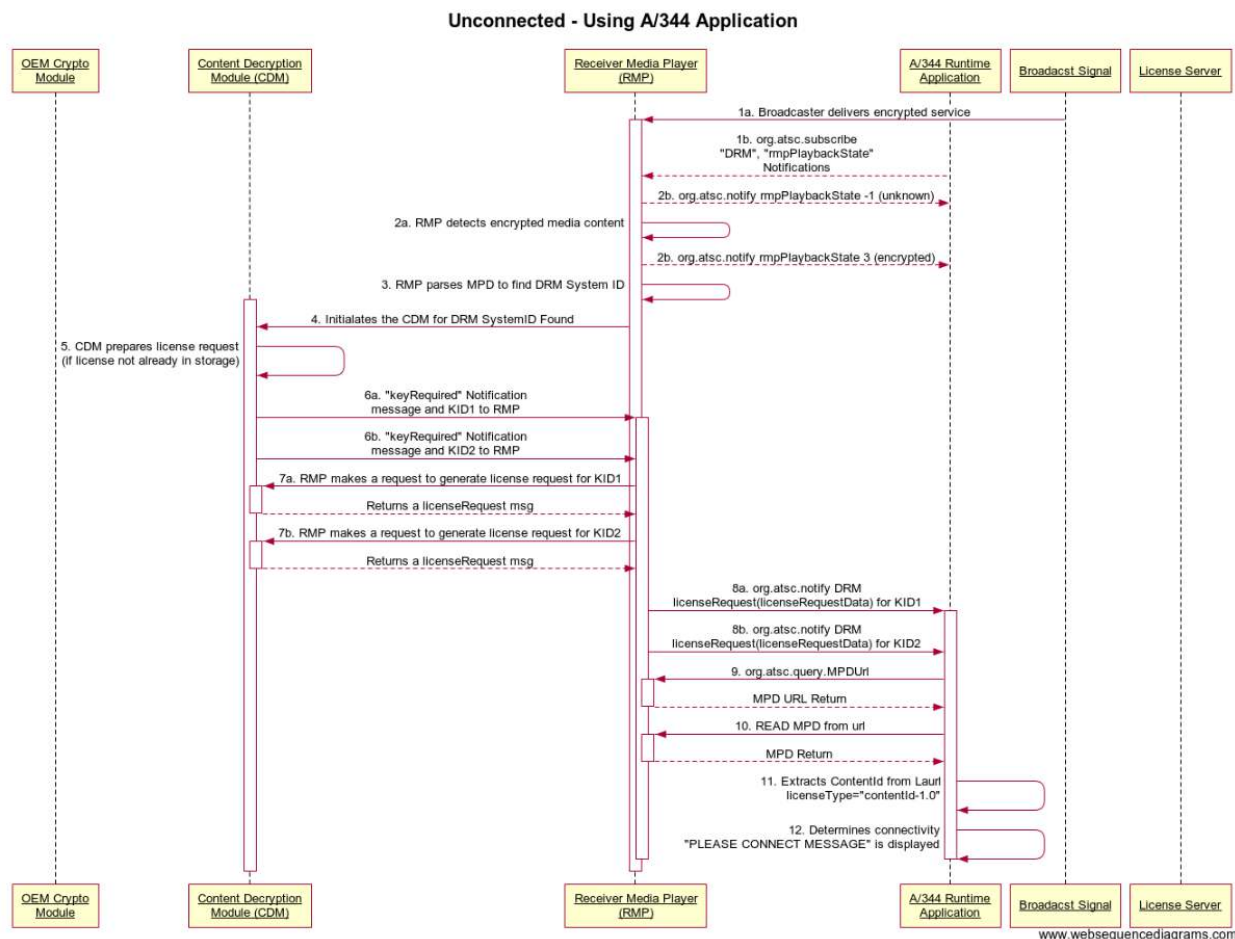 Unconnected - Using A/344 Application
OEM Crypto
Module
Content Decryption
Module (CDM)
Receiver Media Player
(RMP)
A/344 Runtime
Application
Broadacst Signal
License Server
1a. Broadcaster delivers encrypted service
1b. org.atsc.subscribe
"DRM", "rmpPlaybackState"
Notifications
2b. org.atsc.notify rmpPlaybackState -1 (unknown)
2a. RMP detects encrypted media content
2b. org.atsc.notify rmpPlaybackState 3 (encrypted)
3. RMP parses MPD to find DRM System ID
4. Initialates the CDM for DRM SystemID Found
5. CDM prepares license request
(if license not already in storage)
6a. "keyRequired" Notification
message and KID1 to RMP
6b. "keyRequired" Notification
message and KID2 to RMP
7a. RMP makes a request to generate license request for KID1
Returns a licenseRequest msg
7b. RMP makes a request to generate license request for KID2
Returns a licenseRequest msg
8a. org.atsc.notify DRM
licenseRequest(licenseRequestData) for KID1
8b. org.atsc.notify DRM
licenseRequest(licenseRequestData) for KID2
9. org.atsc.query.MPDUrl
MPD URL Return
10. READ MPD from url
MPD Return
11. Extracts ContentId from Laurl
licenseType="contentId-1.0"
12. Determines connectivity
"PLEASE CONNECT MESSAGE" is displayed
OEM Crypto
Module
Content Decryption
Module (CDM)
Receiver Media Player
(RMP)
A/344 Runtime
Application
Broadacst Signal
License Server
www.websequencediagrams.com